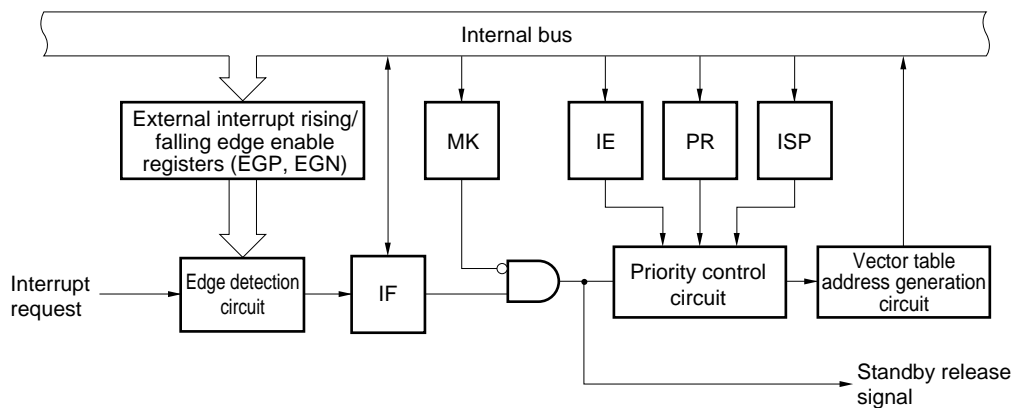 Internal bus
External interrupt rising/
falling edge enable
registers (EGP, EGN)
MK
IE
PR
ISP
Interrupt
request
Edge detection
circuit
IF
Priority control
circuit
Vector table
address generation
circuit
Standby release
signal